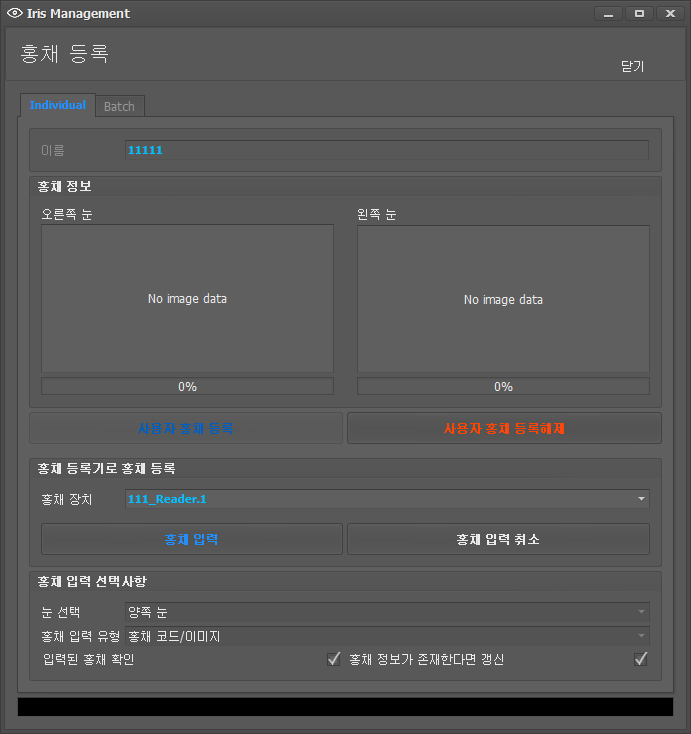 Iris Management
홍채 등록
닫기
Individual Batch
이름 11111
홍채 정보
오른쪽 눈 왼쪽 눈
No image data No image data
0% 0%
사용자 홍채 등록 사용자 홍채 등록해제
홍채 등록기로 홍채 등록
홍채 장치 111_Reader.1
홍채 입력 홍채 입력 취소
홍채 입력 선택사항
눈 선택 양쪽 눈
홍채 입력 유형 홍채 코드/이미지
입력된 홍채 확인 홍채 정보가 존재한다면 갱신